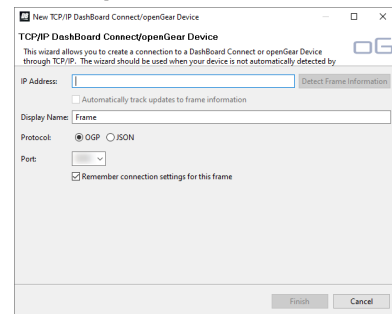 New TCP/IP DashBoard Connect/openGear Device
TCP/IP DashBoard Connect/openGear Device
This wizard allows you to create a connection to a DashBoard Connect or openGear Device
through TCP/IP. The wizard should be used when your device is not automatically detected by
oG
IP Address:
Detect Frame Information
Automatically track updates to frame information
Display Name: Frame
Protocol: OGP JSON
Port:
Remember connection settings for this frame
Finish Cancel